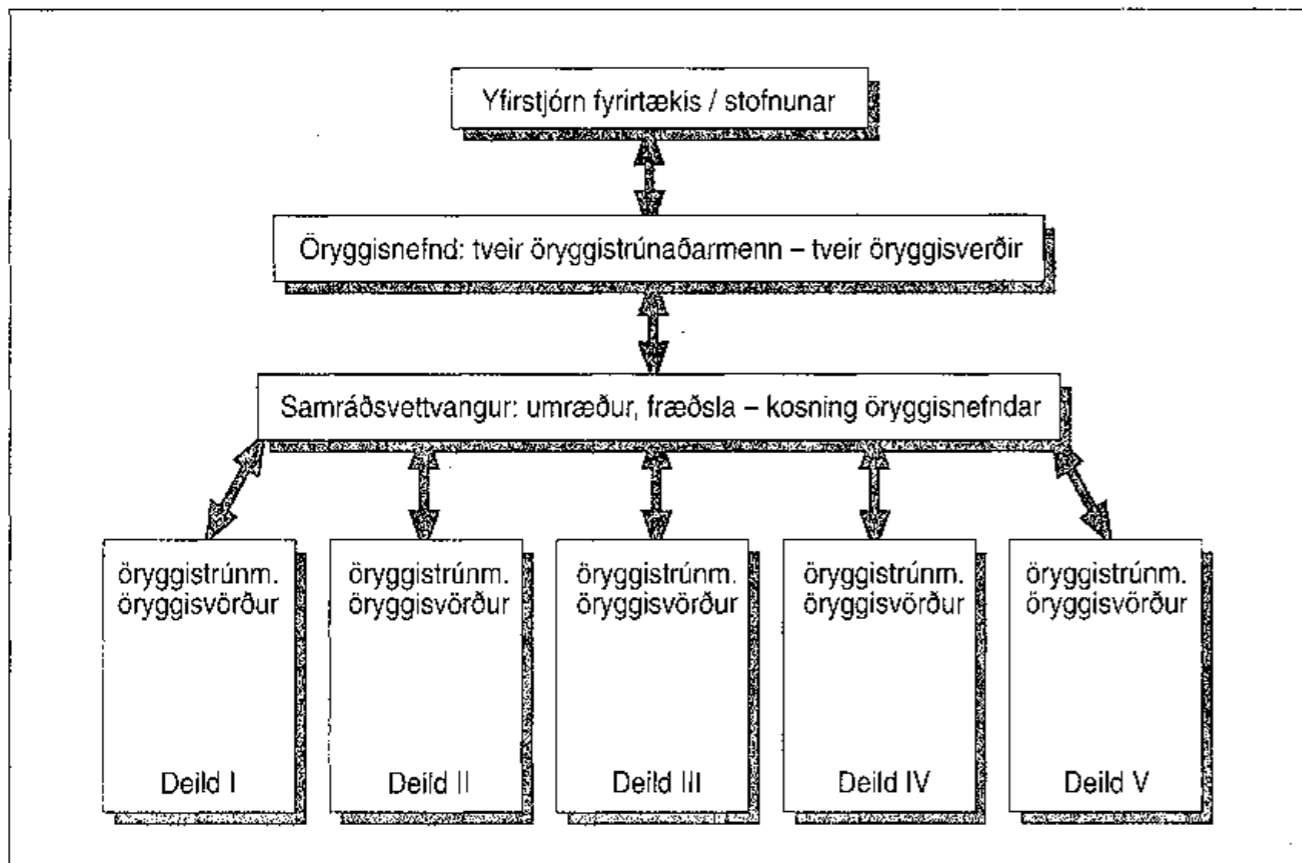 Yfirstjórn fyrirtækis / stofnunar
Öryggisnefnd: tveir öryggistrúnaðarmenn – tveir öryggisverðir
Samráðsvettvangur: umræður, fræðsla – kosning öryggisnefndar
öryggistrúnm.
öryggisvörður
Deild I
öryggistrúnm.
öryggisvörður
Deild II
öryggistrúnm.
öryggisvörður
Deild III
öryggistrúnm.
öryggisvörður
Deild IV
öryggistrúnm.
öryggisvörður
Deild V